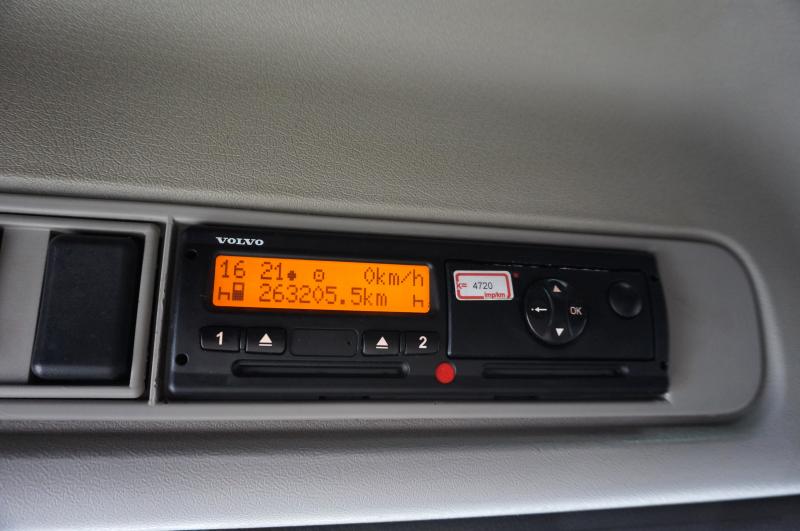 VOLVO
16 21 0km/h
h 263205.5km h
k= 4720
imp/km
OK
1 2